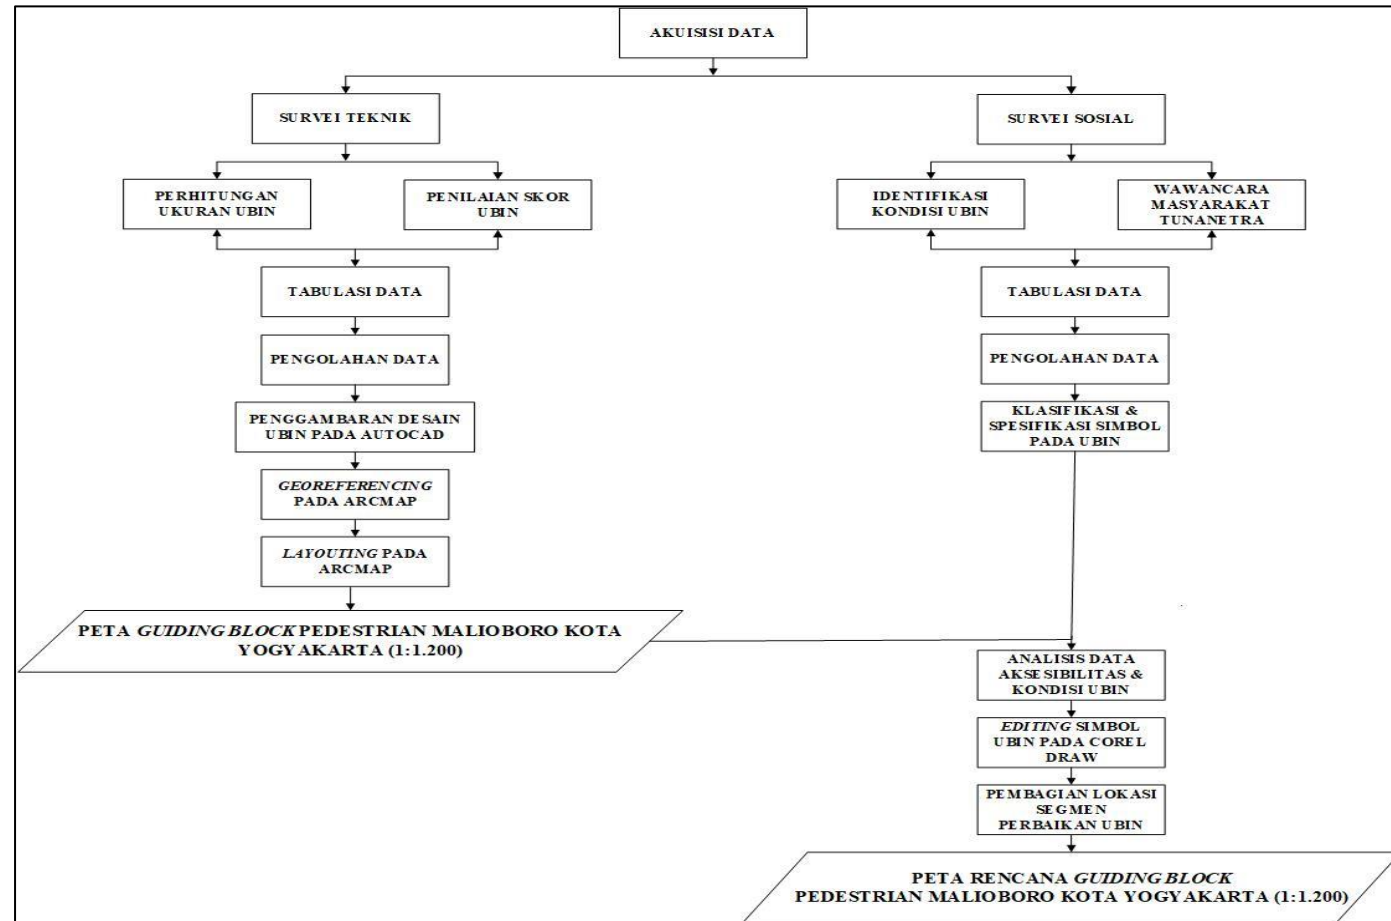 AKUISISI DATA
SURVEI TEKNIK
SURVEI SOSIAL
PERHITUNGAN
UKURAN UBIN
PENILAIAN SKOR
UBIN
IDENTIFIKASI
KONDISI UBIN
WAWANCARA
MASYARAKAT
TUNANETRA
TABULASI DATA
TABULASI DATA
PENGOLAHAN DATA
PENGOLAHAN DATA
PENGGAMBARAN DESAIN
UBIN PADA AUTOCAD
KLASIFIKASI &
SPESIFIKASI SIMBOL
PADA UBIN
GEOREFERENCING
PADA ARCMAP
LAYOUTING PADA
ARCMAP
PETA GUIDING BLOCK PEDESTRIAN MALIOBORO KOTA
YOGYAKARTA (1:1.200)
ANALISIS DATA
AKSESIBILITAS &
KONDISI UBIN
EDITING SIMBOL
UBIN PADA COREL
DRAW
PEMBAGIAN LOKASI
SEGMEN
PERBAIKAN UBIN
PETA RENCANA GUIDING BLOCK
PEDESTRIAN MALIOBORO KOTA YOGYAKARTA (1:1.200)